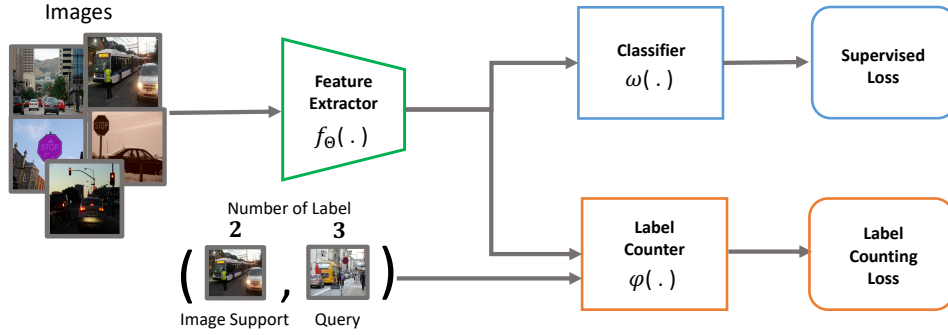 Images
Feature
Extractor
f_Θ( . )
Classifier
ω( . )
Supervised
Loss
STOP
STOP
Number of Label
2 3
( , )
Image Support Query
Label
Counter
φ( . )
Label
Counting
Loss